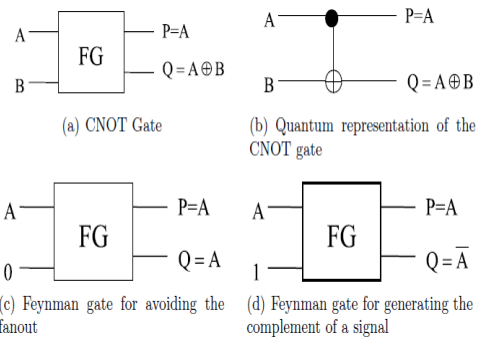 A
FG
P=A
B
Q=A⊕B
(a) CNOT Gate
A
P=A
B
Q=A⊕B
(b) Quantum representation of the
CNOT gate
A
FG
P=A
0
Q=A
(c) Feynman gate for avoiding the
fanout
A
FG
P=A
1
Q=A̅
(d) Feynman gate for generating the
complement of a signal